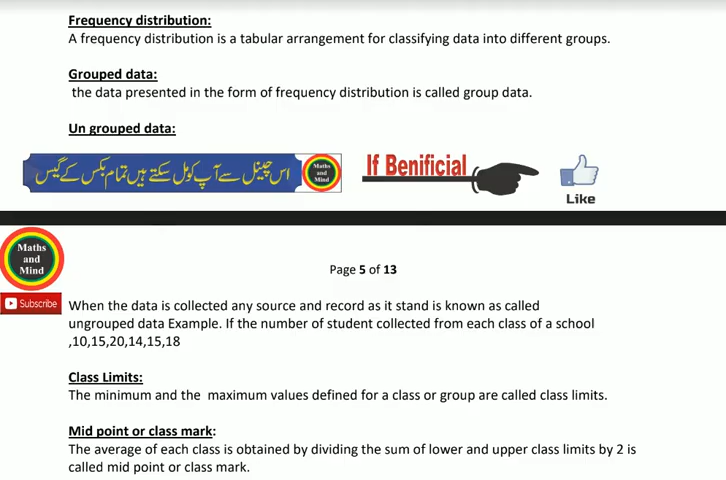 Frequency distribution:
A frequency distribution is a tabular arrangement for classifying data into different groups.
Grouped data:
the data presented in the form of frequency distribution is called group data.
Un grouped data:
اس چینل سے آپ کو مل سکتے ہیں تمام بکس کے گیس
Maths
and
Mind
If Benificial
Like
Maths
and
Mind
Page 5 of 13
Subscribe
When the data is collected any source and record as it stand is known as called
ungrouped data Example. If the number of student collected from each class of a school
,10,15,20,14,15,18
Class Limits:
The minimum and the maximum values defined for a class or group are called class limits.
Mid point or class mark:
The average of each class is obtained by dividing the sum of lower and upper class limits by 2 is
called mid point or class mark.